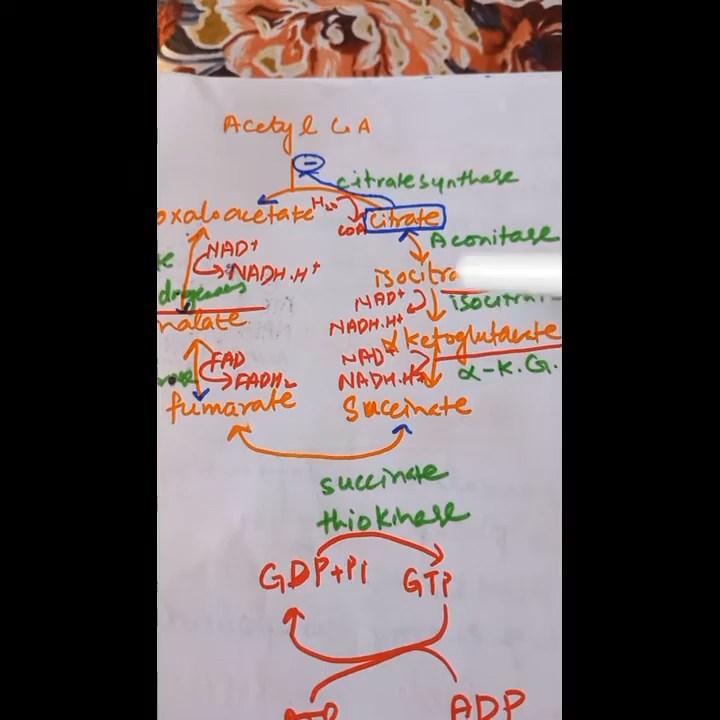 Acetyl CoA
citrate synthase
oxaloacetate H2O CoA citrate
NAD+ Aconitase
NADH.H+ isocitra
NAD+ isocitrat
malate NADH.H+
α ketoglutarate
FAD NAD+
FADH2 NADH.H+ α-K.G.
fumarate Succinate
succinate
thiokinase
GDP+Pi GTP
ADP